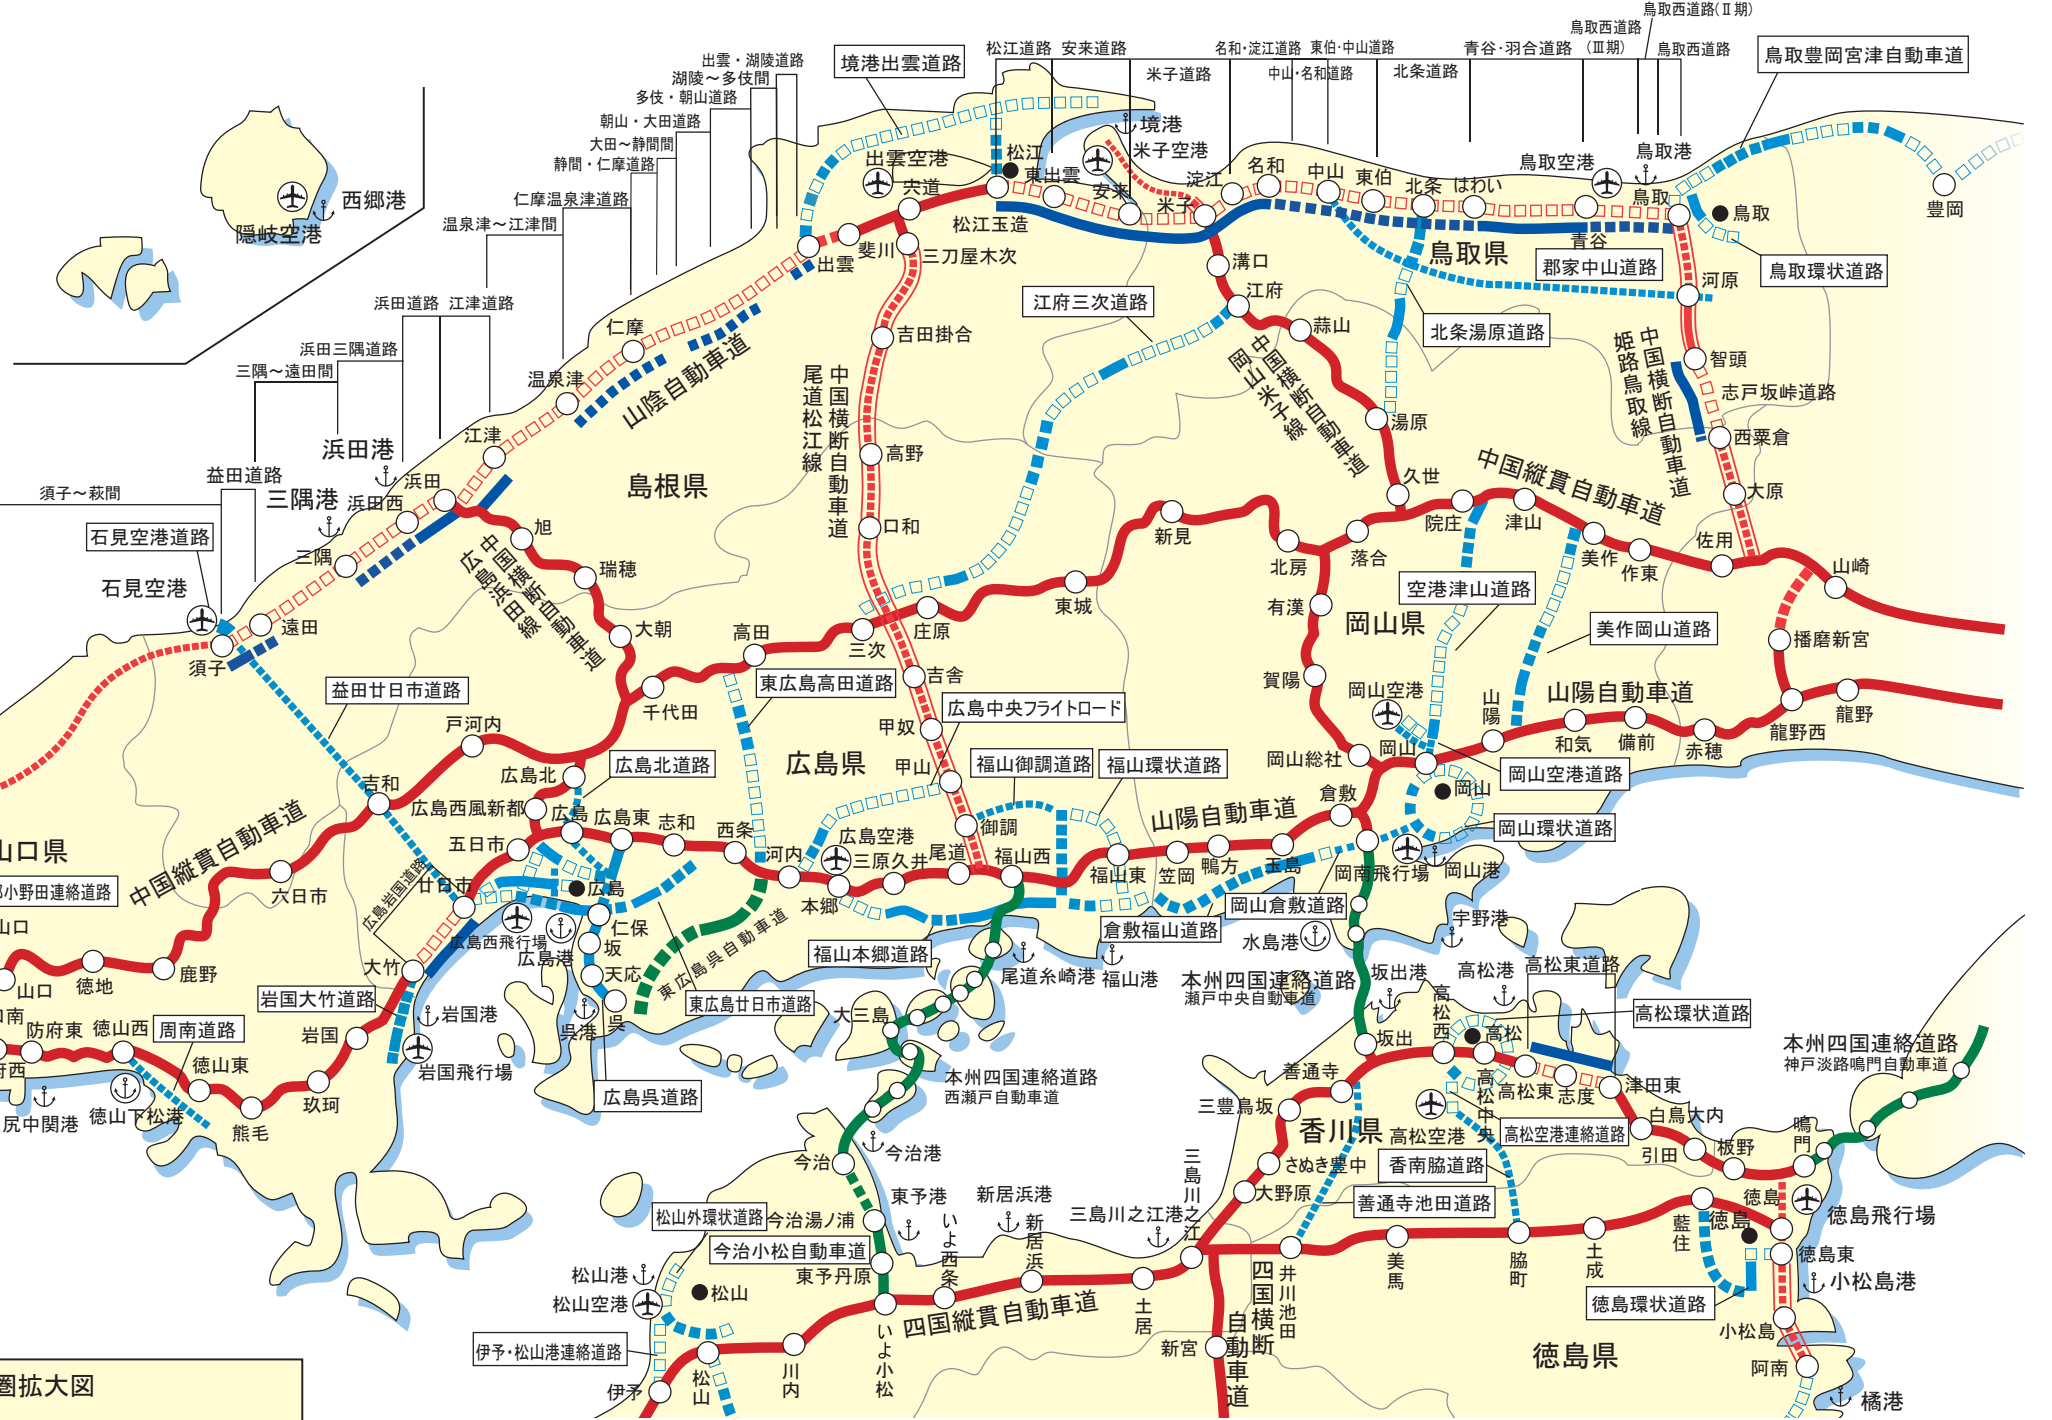 鳥取西道路(Ⅱ期)
鳥取西道路
(Ⅲ期)
鳥取西道路
松江道路
安来道路
米子道路
名和・淀江道路
中山・名和道路
東伯・中山道路
北条道路
青谷・羽合道路
鳥取豊岡宮津自動車道
出雲・湖陵道路
湖陵～多伎間
多伎・朝山道路
朝山・大田道路
大田～静間間
静間・仁摩道路
仁摩温泉津道路
温泉津～江津間
浜田道路
江津道路
浜田三隅道路
三隅～遠田間
益田道路
須子～萩間
境港出雲道路
西郷港
隠岐空港
境港
米子空港
出雲空港
松江
東出雲
安来
宍道
松江玉造
米子
淀江
名和
中山
東伯
北条
はわい
鳥取空港
鳥取港
鳥取
鳥取
青谷
豊岡
鳥取県
郡家中山道路
鳥取環状道路
河原
出雲
斐川
三刀屋木次
溝口
江府
蒜山
江府三次道路
北条湯原道路
智頭
志戸坂峠道路
西粟倉
大原
中国横断自動車道
姫路鳥取線
中国横断自動車道
岡山米子線
湯原
久世
中国縦貫自動車道
院庄
津山
美作
作東
佐用
山崎
播磨新宮
仁摩
温泉津
江津
山陰自動車道
吉田掛合
中国横断自動車道
尾道松江線
高野
口和
島根県
浜田港
浜田
浜田西
三隅港
三隅
石見空港道路
石見空港
遠田
須子
旭
瑞穂
大朝
中国横断自動車道
広島浜田線
新見
北房
落合
東城
庄原
三次
高田
千代田
有漢
賀陽
岡山県
空港津山道路
美作岡山道路
岡山空港
山陽
山陽自動車道
和気
備前
赤穂
龍野西
龍野
岡山総社
岡山
岡山空港道路
岡山
岡山環状道路
倉敷
益田廿日市道路
戸河内
吉和
広島北
広島北道路
東広島高田道路
広島県
吉舎
甲奴
甲山
広島中央フライトロード
福山御調道路
福山環状道路
御調
山陽自動車道
広島西風新都
五日市
広島
広島東
志和
西条
河内
広島空港
三原久井
尾道
福山西
福山東
笠岡
鴨方
玉島
岡南飛行場
岡山港
岡山倉敷道路
倉敷福山道路
水島港
宇野港
山口県
中国縦貫自動車道
六日市
小野田連絡道路
山口
山口
徳地
鹿野
広島岩国道路
廿日市
広島
広島西飛行場
広島港
仁保
坂
天応
呉
呉港
東広島呉自動車道
東広島廿日市道路
広島呉道路
本郷
福山本郷道路
尾道糸崎港
福山港
大竹
岩国大竹道路
岩国港
岩国飛行場
岩国
玖珂
熊毛
徳山東
徳山西
防府東
周南道路
徳山下松港
尻中関港
大三島
本州四国連絡道路
西瀬戸自動車道
今治
今治港
本州四国連絡道路
瀬戸中央自動車道
坂出港
坂出
高松港
高松西
高松
高松東道路
高松環状道路
高松中央
高松東
志度
津田東
高松空港
高松空港連絡道路
善通寺
三豊鳥坂
香川県
さぬき豊中
大野原
香南脇道路
善通寺池田道路
白鳥大内
引田
板野
鳴門
本州四国連絡道路
神戸淡路鳴門自動車道
徳島
徳島飛行場
徳島
藍住
徳島東
小松島港
徳島環状道路
小松島
阿南
橘港
徳島県
土成
脇町
美馬
井川池田
四国横断
自動車道
新宮
三島川之江
三島川之江港
土居
新居浜
新居浜港
いよ西条
東予港
四国縦貫自動車道
いよ小松
東予丹原
今治小松自動車道
今治湯ノ浦
松山外環状道路
松山港
松山空港
松山
伊予・松山港連絡道路
川内
松山
伊予
圏拡大図